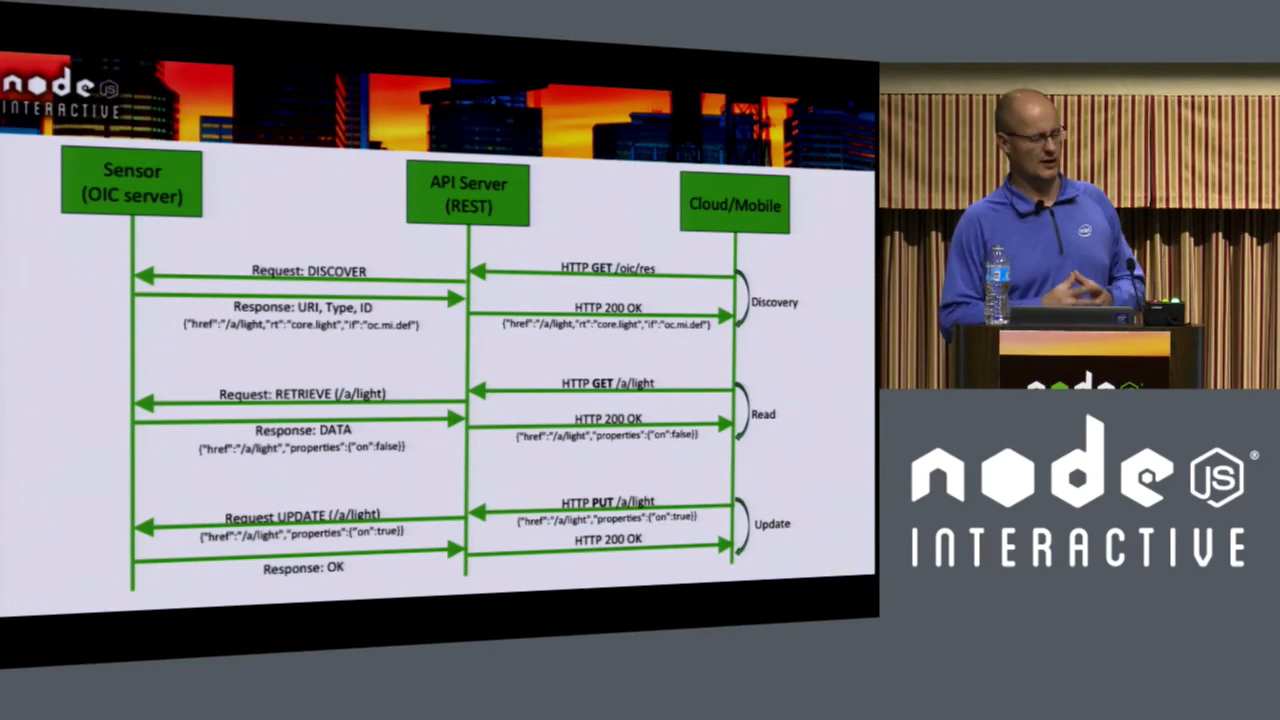 node JS
INTERACTIVE
Sensor
(OIC server)
API Server
(REST)
Cloud/Mobile
Request: DISCOVER
HTTP GET /oic/res
Response: URI, Type, ID
{"href":"/a/light,"rt":"core.light","if":"oc.mi.def"}
HTTP 200 OK
{"href":"/a/light,"rt":"core.light","if":"oc.mi.def"}
Discovery
Request: RETRIEVE (/a/light)
HTTP GET /a/light
Response: DATA
{"href":"/a/light","properties":{"on":false}}
HTTP 200 OK
{"href":"/a/light","properties":{"on":false}}
Read
Request UPDATE (/a/light)
{"href":"/a/light","properties":{"on":true}}
HTTP PUT /a/light
{"href":"/a/light","properties":{"on":true}}
HTTP 200 OK
Response: OK
Update
intel
node JS
node JS ®
INTERACTIVE